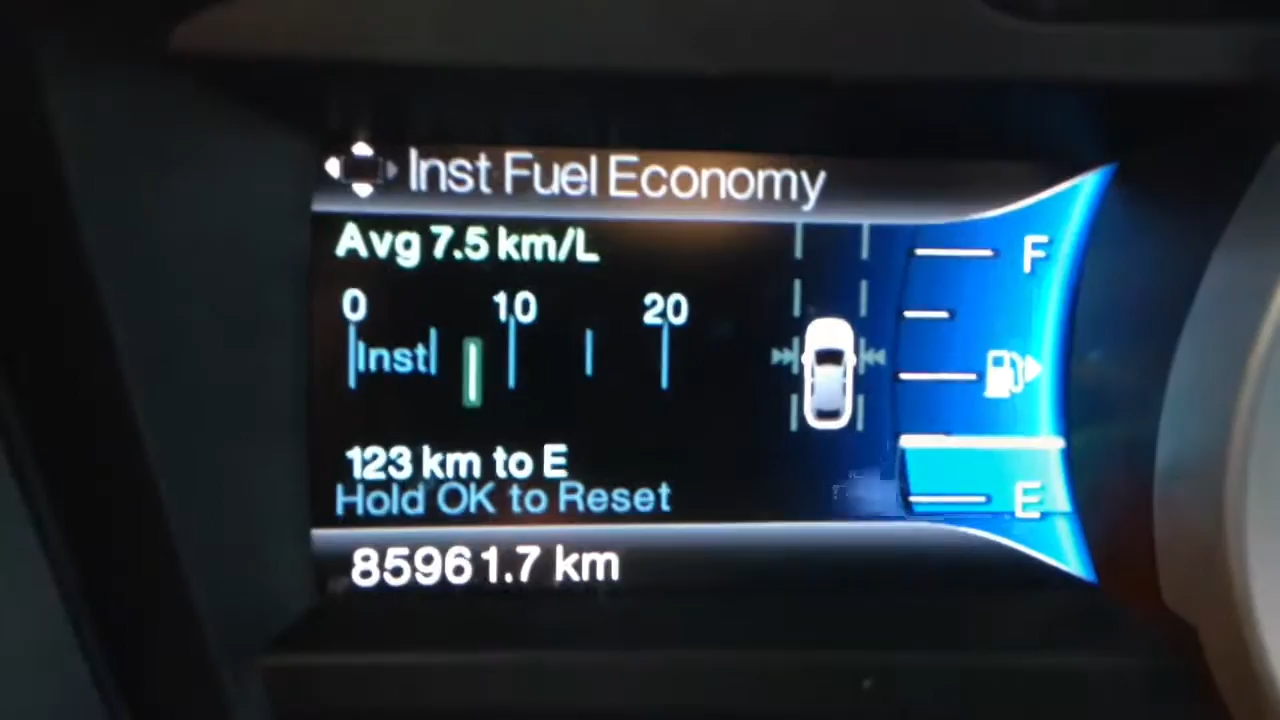 Inst Fuel Economy
Avg 7.5 km/L
0 10 20
Inst
123 km to E
Hold OK to Reset
85961.7 km
F
E